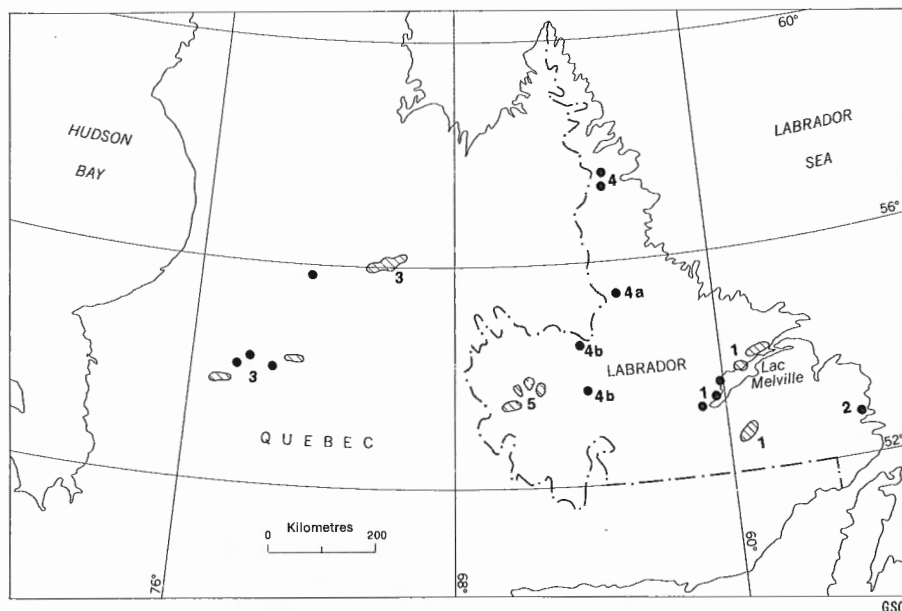 60°
HUDSON
BAY
LABRADOR
SEA
4
56°
3
4a
4b
LABRADOR
1
Lac
Melville
3
5
4b
1
2
1
QUEBEC
52°
Kilometres
0 200
76°
68°
60°
GSC